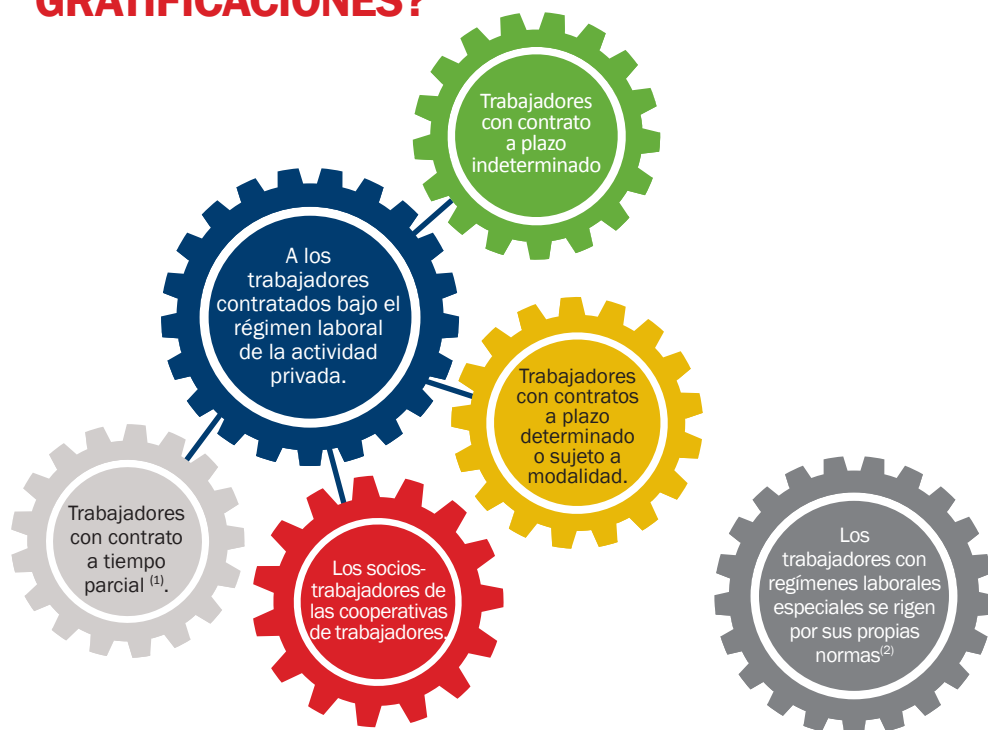 GRATIFICACIONES?
Trabajadores
con contrato
a plazo
indeterminado
A los
trabajadores
contratados bajo el
régimen laboral
de la actividad
privada.
Trabajadores
con contratos
a plazo
determinado
o sujeto a
modalidad.
Trabajadores
con contrato
a tiempo
parcial (1).
Los socios-
trabajadores de
las cooperativas
de trabajadores.
Los
trabajadores con
regímenes laborales
especiales se rigen
por sus propias
normas(2)